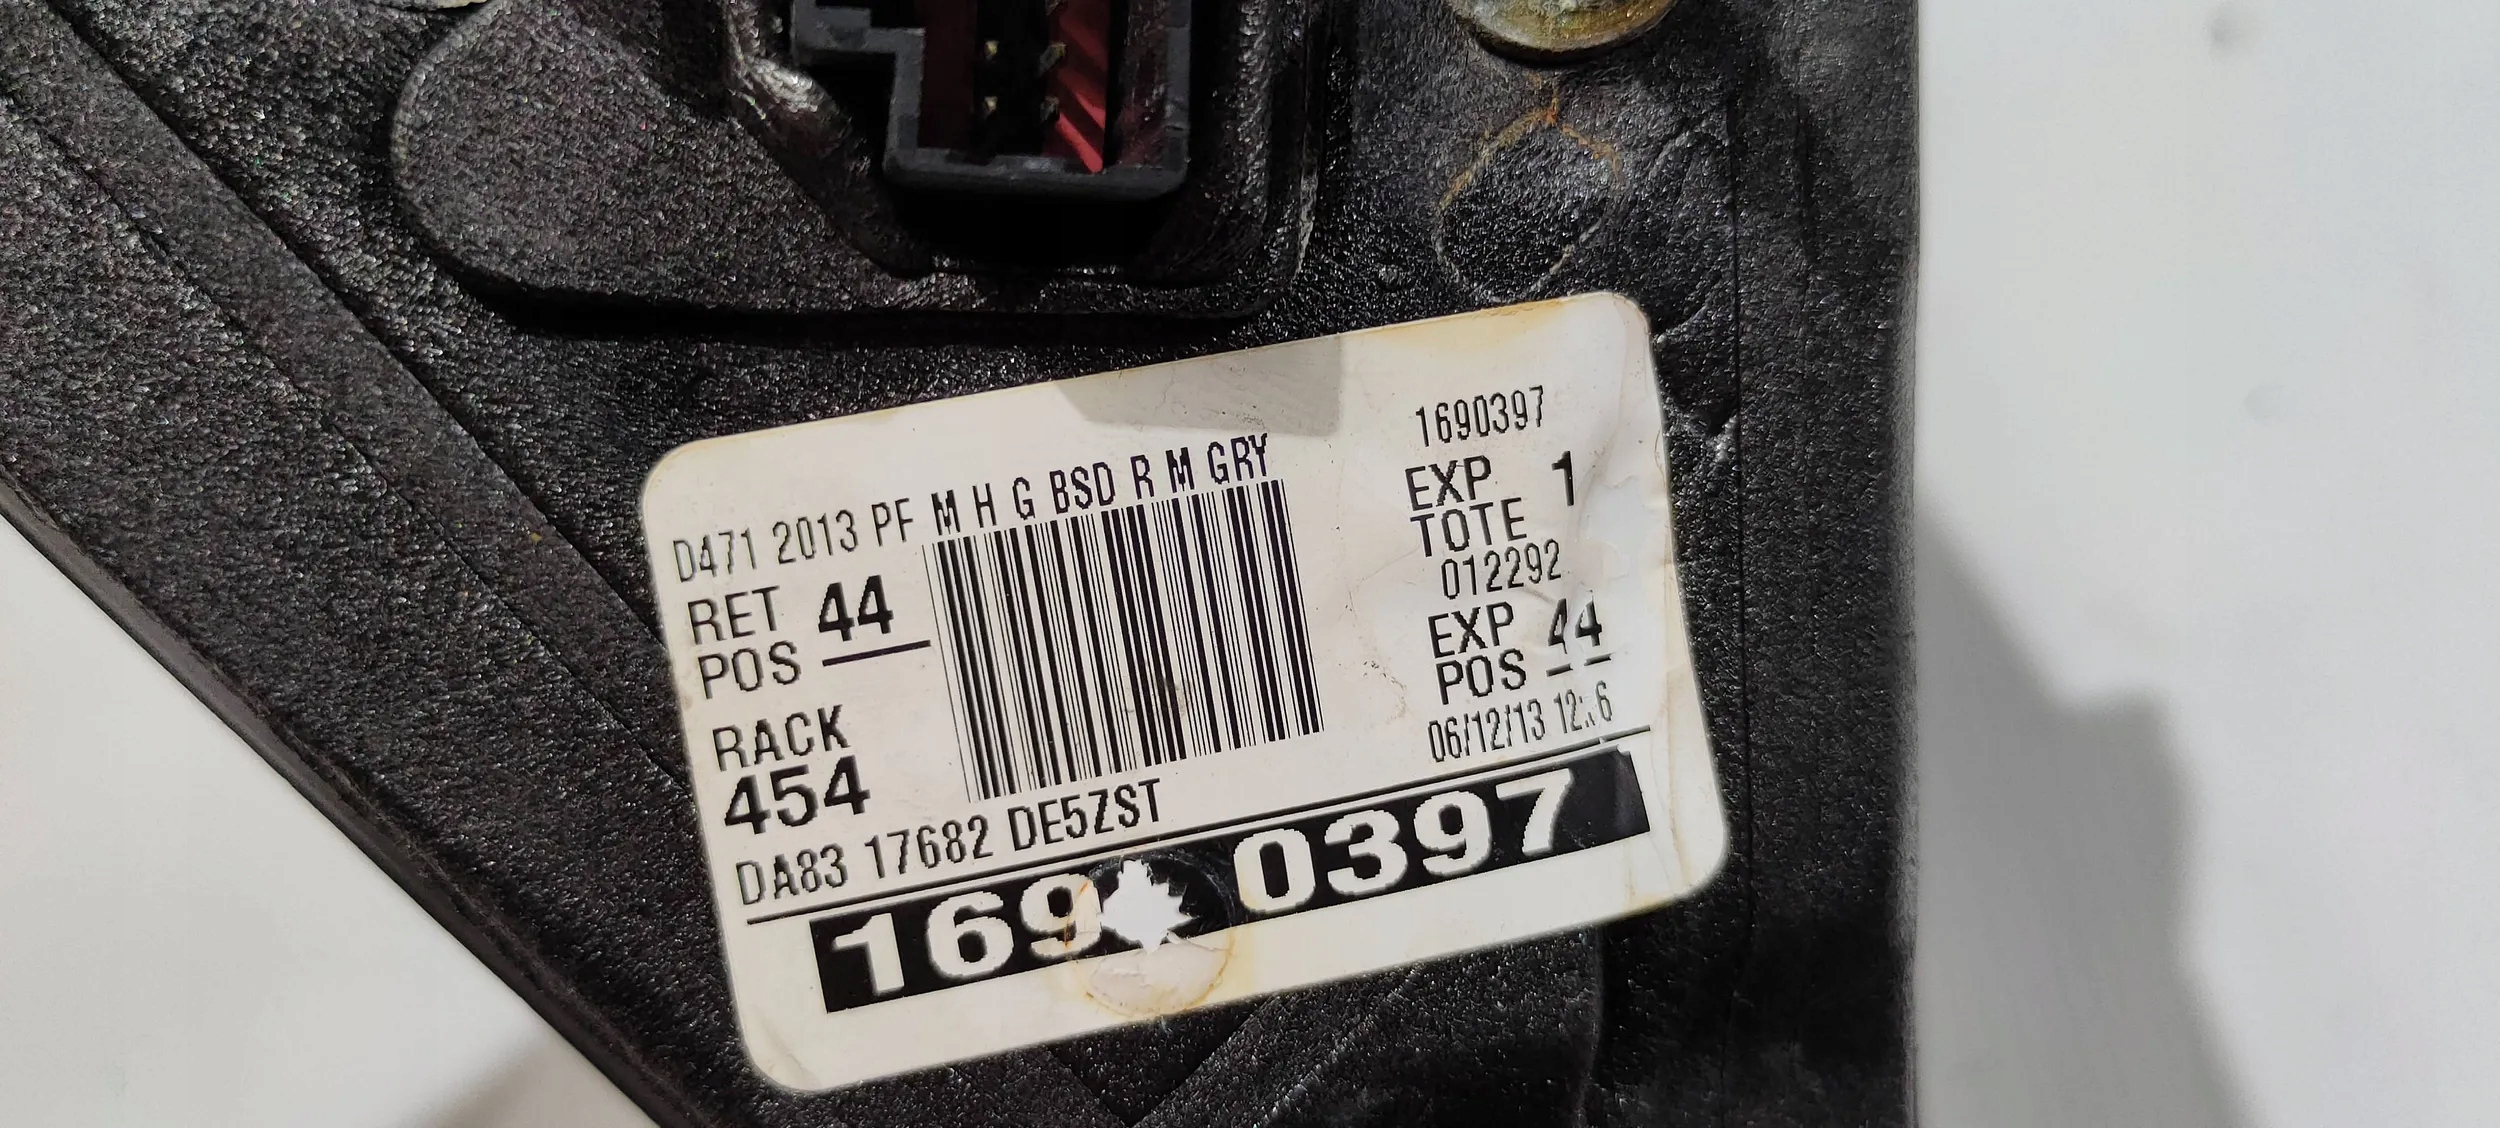 1690397
D471 2013 PF M H G BSD R M GRY
EXP 1
TOTE
012292
RET 44
POS
EXP 44
POS
RACK
454
06/12/13
DA83 17682 DE5ZST
169 0397